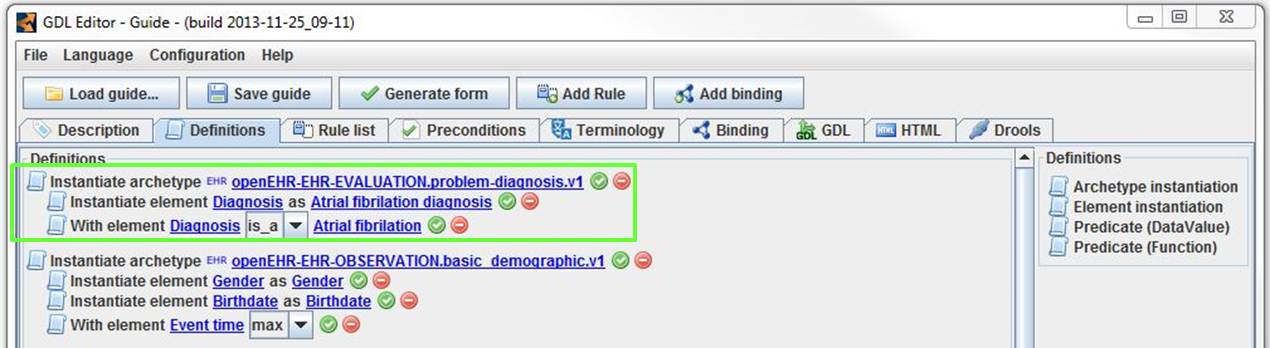 GDL Editor - Guide - (build 2013-11-25_09-11)
File Language Configuration Help
Load guide... Save guide Generate form Add Rule Add binding
Description Definitions Rule list Preconditions Terminology Binding GDL HTML Drools
Definitions
Instantiate archetype EHR openEHR-EHR-EVALUATION.problem-diagnosis.v1
Instantiate element Diagnosis as Atrial fibrilation diagnosis
With element Diagnosis is_a Atrial fibrilation
Instantiate archetype EHR openEHR-EHR-OBSERVATION.basic_demographic.v1
Instantiate element Gender as Gender
Instantiate element Birthdate as Birthdate
With element Event time max
Definitions
Archetype instantiation
Element instantiation
Predicate (DataValue)
Predicate (Function)